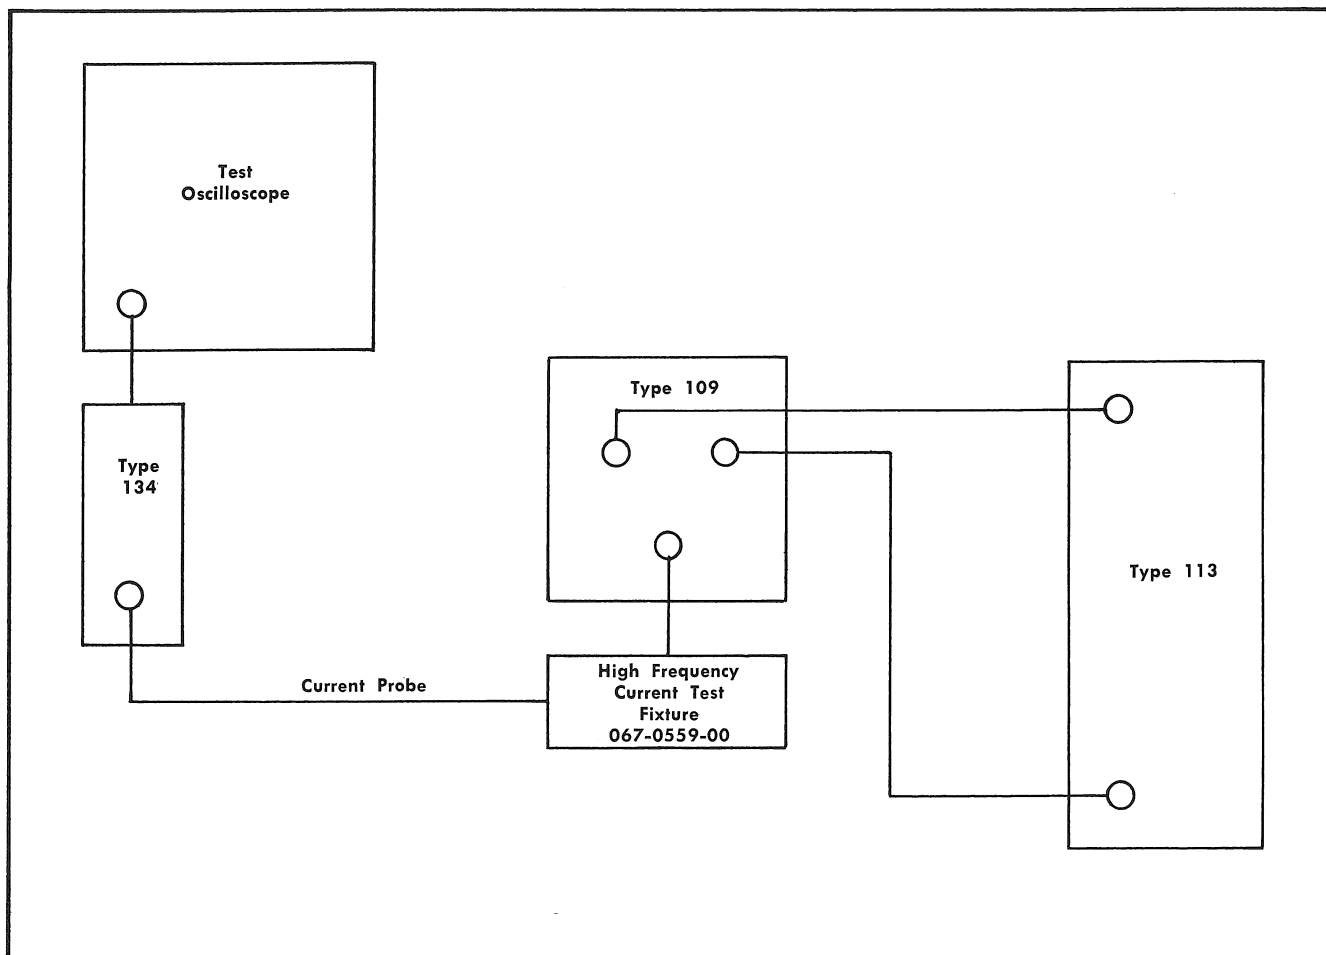 Test
Oscilloscope
Type 109
Type
134
Type 113
High Frequency
Current Test
Fixture
067-0559-00
Current Probe